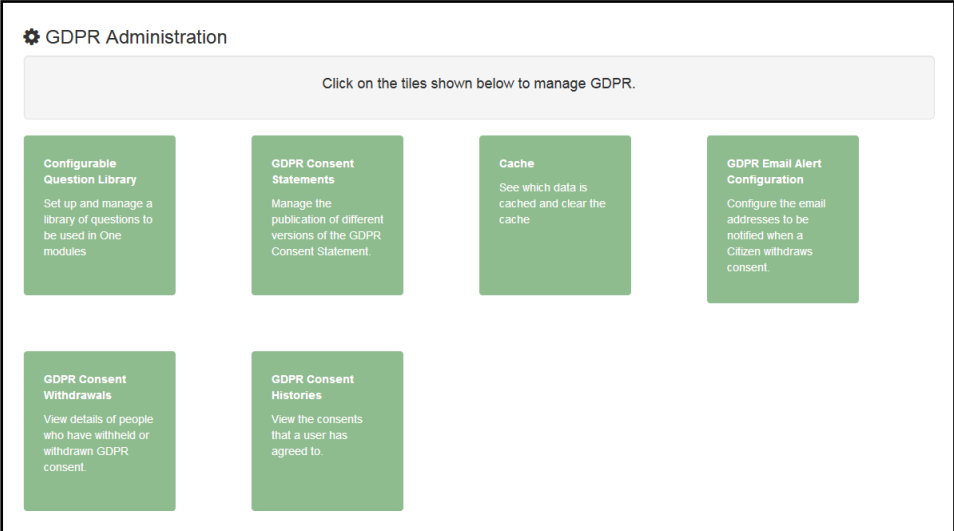 GDPR Administration
Click on the tiles shown below to manage GDPR.
Configurable
Question Library
Set up and manage a
library of questions to
be used in One
modules
GDPR Consent
Statements
Manage the
publication of different
versions of the GDPR
Consent Statement.
Cache
See which data is
cached and clear the
cache
GDPR Email Alert
Configuration
Configure the email
addresses to be
notified when a
Citizen withdraws
consent.
GDPR Consent
Withdrawals
View details of people
who have withheld or
withdrawn GDPR
consent.
GDPR Consent
Histories
View the consents
that a user has
agreed to.